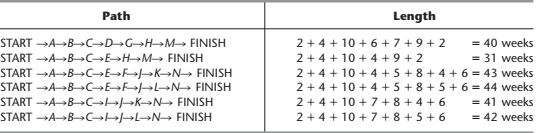 Path Length
START →A→B→C→D→G→H→M→ FINISH 2 + 4 + 10 + 6 + 7 + 9 + 2 = 40 weeks
START →A→B→C→E→H→M→ FINISH 2 + 4 + 10 + 4 + 9 + 2 = 31 weeks
START →A→B→C→E→F→J→K→N→ FINISH 2 + 4 + 10 + 4 + 5 + 8 + 4 + 6 = 43 weeks
START →A→B→C→E→F→J→L→N→ FINISH 2 + 4 + 10 + 4 + 5 + 8 + 5 + 6 = 44 weeks
START →A→B→C→I→J→K→N→ FINISH 2 + 4 + 10 + 7 + 8 + 4 + 6 = 41 weeks
START →A→B→C→I→J→L→N→ FINISH 2 + 4 + 10 + 7 + 8 + 5 + 6 = 42 weeks